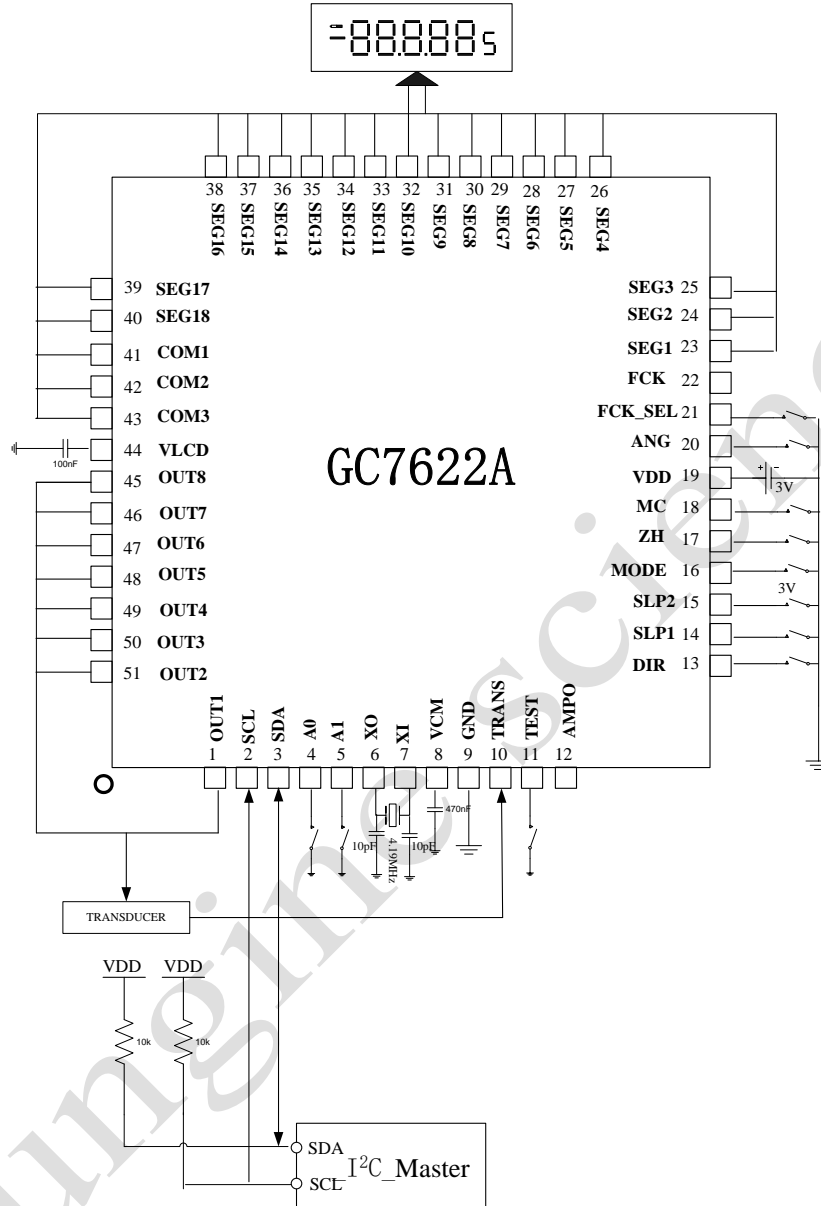 -88.8.88s
38 37 36 35 34 33 32 31 30 29 28 27 26
SEG16 SEG15 SEG14 SEG13 SEG12 SEG11 SEG10 SEG9 SEG8 SEG7 SEG6 SEG5 SEG4
39 SEG17
40 SEG18
41 COM1
42 COM2
43 COM3
44 VLCD
100nF
45 OUT8
46 OUT7
47 OUT6
48 OUT5
49 OUT4
50 OUT3
51 OUT2
GC7622A
SEG3 25
SEG2 24
SEG1 23
FCK 22
FCK_SEL 21
ANG 20
VDD 19
+ -
3V
MC 18
ZH 17
MODE 16
3V
SLP2 15
SLP1 14
DIR 13
OUT1 SCL SDA A0 A1 XO XI VCM GND TRANS TEST AMPO
1 2 3 4 5 6 7 8 9 10 11 12
10pF
4.19MHz
10pF
470nF
TRANSDUCER
VDD VDD
10k 10k
SDA
I²C_Master
SCL
ungine scien